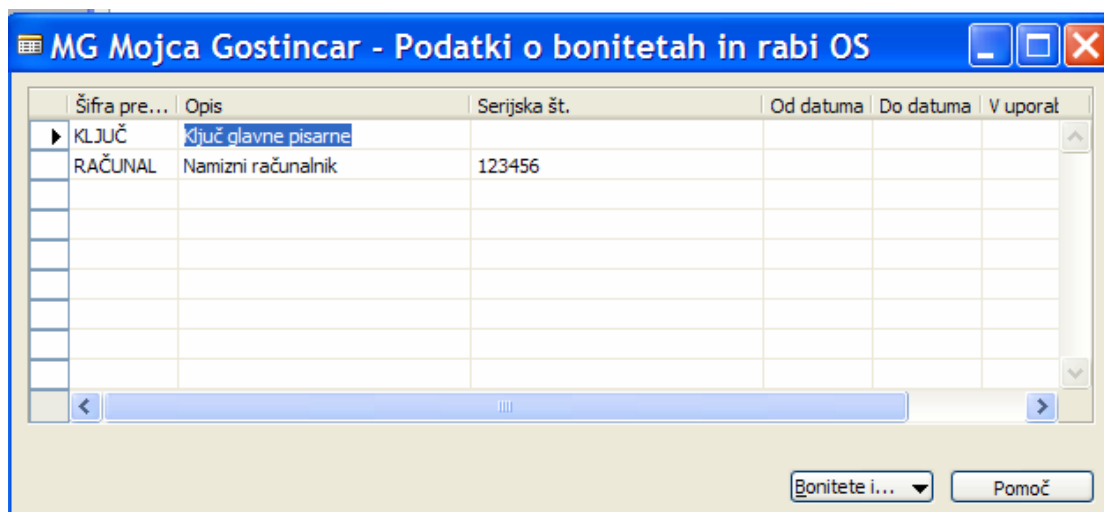 MG Mojca Gostincar - Podatki o bonitetah in rabi OS
Šifra pre... Opis Serijska št. Od datuma Do datuma V uporab
KLJUČ Ključ glavne pisarne
RAČUNAL Namizni računalnik 123456
Bonitete i... Pomoč